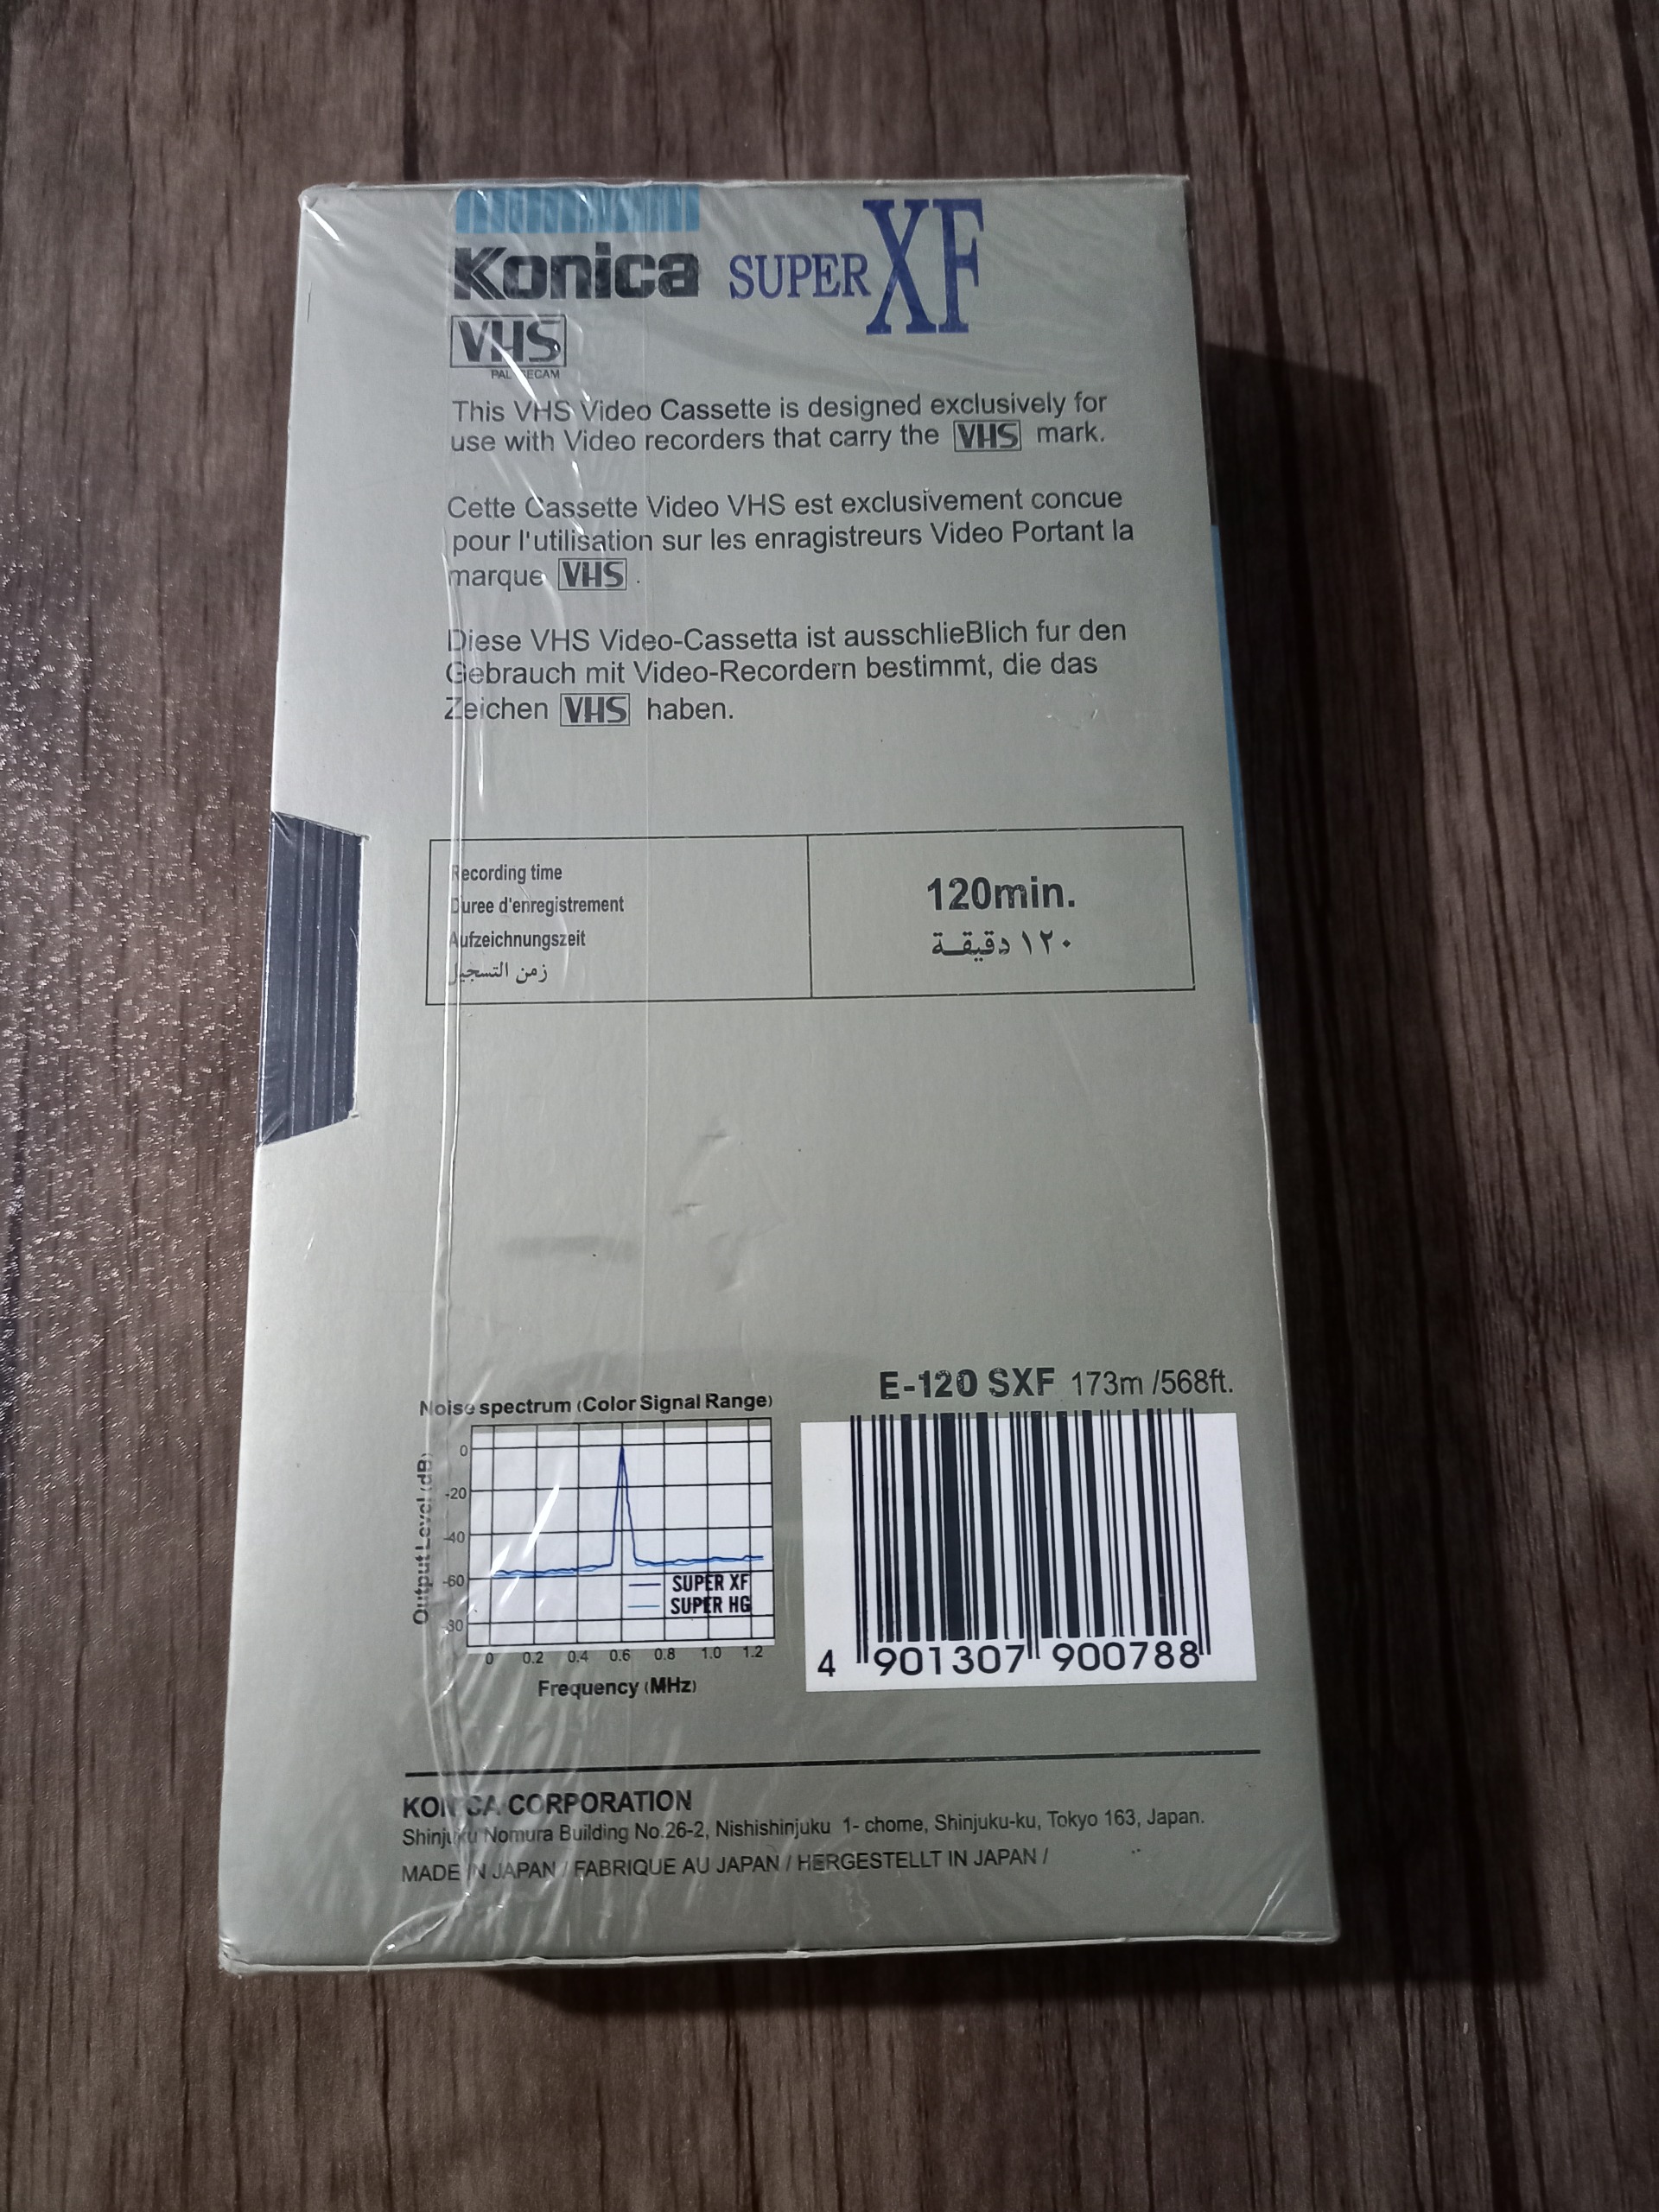 Konica SUPER XF
VHS
PAL SECAM
This VHS Video Cassette is designed exclusively for
use with Video recorders that carry the VHS mark.
Cette Cassette Video VHS est exclusivement concue
pour l'utilisation sur les enragistreurs Video Portant la
marque VHS .
Diese VHS Video-Cassetta ist ausschlieBlich fur den
Gebrauch mit Video-Recordern bestimmt, die das
Zeichen VHS haben.
Recording time
Duree d'enregistrement
Aufzeichnungszeit
زمن التسجيل
120min.
١٢٠ دقيقة
E-120 SXF 173m /568ft.
Noise spectrum (Color Signal Range)
Output Level (dB)
0
-20
-40
-60
80
SUPER XF
SUPER HG
0 0.2 0.4 0.6 0.8 1.0 1.2
Frequency (MHz)
4 901307 900788
KONICA CORPORATION
Shinjuku Nomura Building No.26-2, Nishishinjuku 1- chome, Shinjuku-ku, Tokyo 163, Japan.
MADE IN JAPAN / FABRIQUE AU JAPAN / HERGESTELLT IN JAPAN /